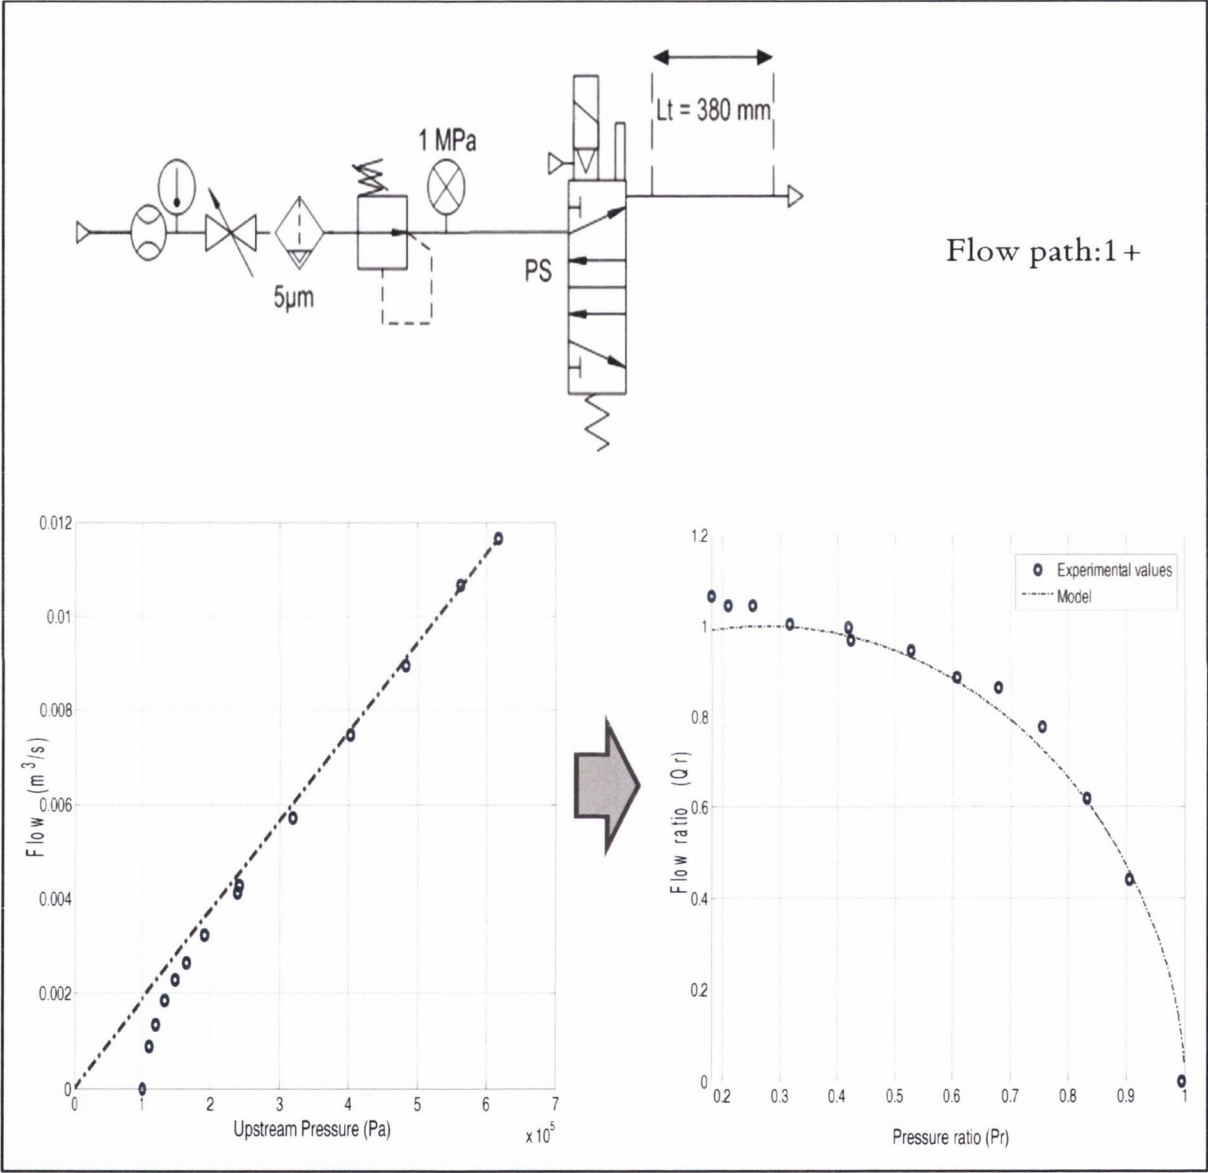 Lt = 380 mm
1 MPa
5µm
PS
Flow path:1+
0.012
0.01
0.008
0.006
0.004
0.002
0
0 1 2 3 4 5 6 7
Flow (m³/s)
Upstream Pressure (Pa)
x10⁵
1.2
1
0.8
0.6
0.4
0.2
0
0.2 0.3 0.4 0.5 0.6 0.7 0.8 0.9 1
Flow ratio (Qr)
Pressure ratio (Pr)
Experimental values
Model